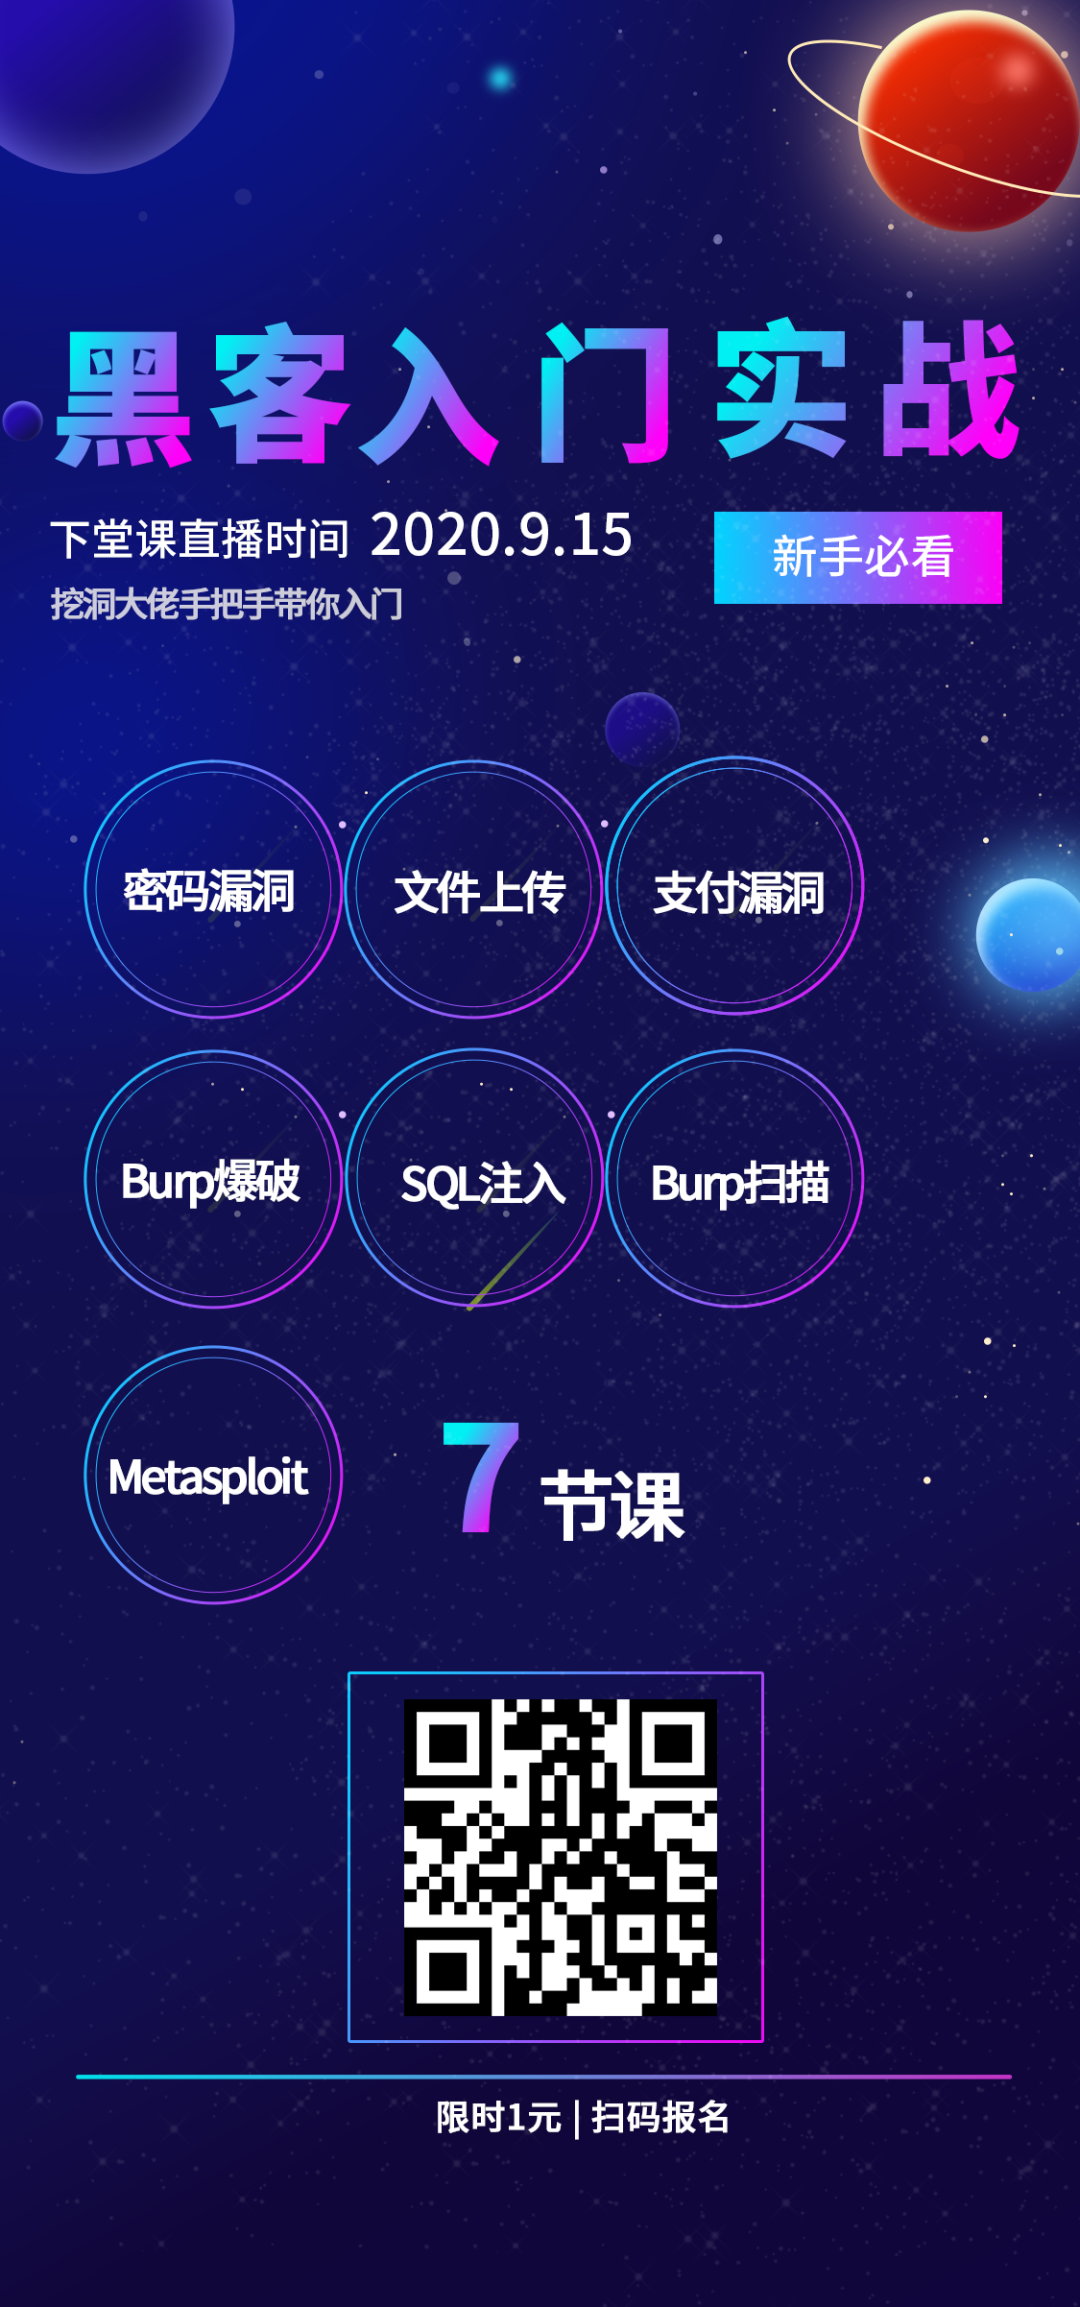 黑客入门实战
下堂课直播时间 2020.9.15
新手必看
挖洞大佬手把手带你入门
密码漏洞
文件上传
支付漏洞
Burp爆破
SQL注入
Burp扫描
Metasploit
7节课
限时1元 | 扫码报名